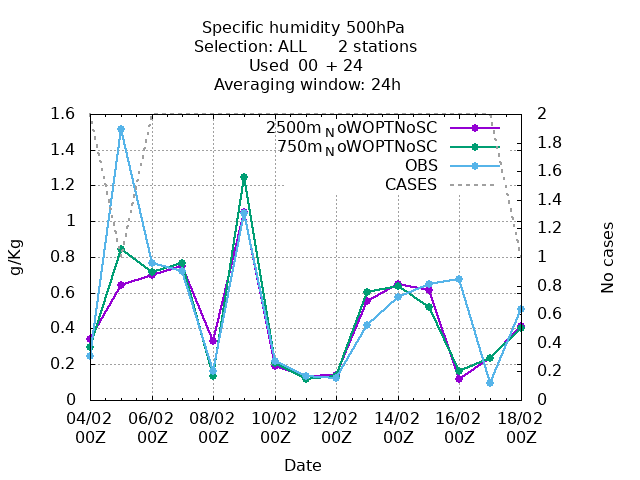 Specific humidity 500hPa
Selection: ALL 2 stations
Used 00 + 24
Averaging window: 24h
1.6
1.4
1.2
1
0.8
0.6
0.4
0.2
0
2
1.8
1.6
1.4
1.2
1
0.8
0.6
0.4
0.2
0
g/Kg
No cases
2500mNoWOPTNoSC
750mNoWOPTNoSC
OBS
CASES
04/02 06/02 08/02 10/02 12/02 14/02 16/02 18/02
00Z 00Z 00Z 00Z 00Z 00Z 00Z 00Z
Date